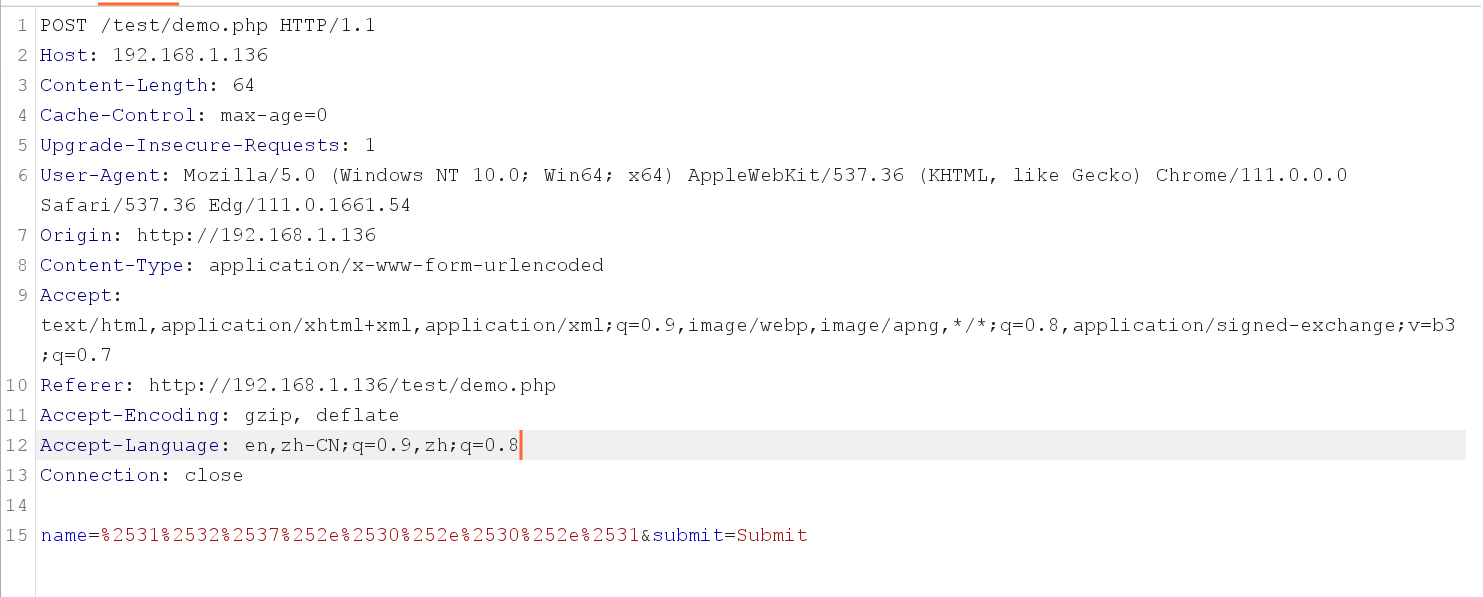 1 POST /test/demo.php HTTP/1.1
2 Host: 192.168.1.136
3 Content-Length: 64
4 Cache-Control: max-age=0
5 Upgrade-Insecure-Requests: 1
6 User-Agent: Mozilla/5.0 (Windows NT 10.0; Win64; x64) AppleWebKit/537.36 (KHTML, like Gecko) Chrome/111.0.0.0
Safari/537.36 Edg/111.0.1661.54
7 Origin: http://192.168.1.136
8 Content-Type: application/x-www-form-urlencoded
9 Accept:
text/html,application/xhtml+xml,application/xml;q=0.9,image/webp,image/apng,*/*;q=0.8,application/signed-exchange;v=b3
;q=0.7
10 Referer: http://192.168.1.136/test/demo.php
11 Accept-Encoding: gzip, deflate
12 Accept-Language: en,zh-CN;q=0.9,zh;q=0.8
13 Connection: close
14
15 name=%2531%2532%2537%252e%2530%252e%2530%252e%2531&submit=Submit